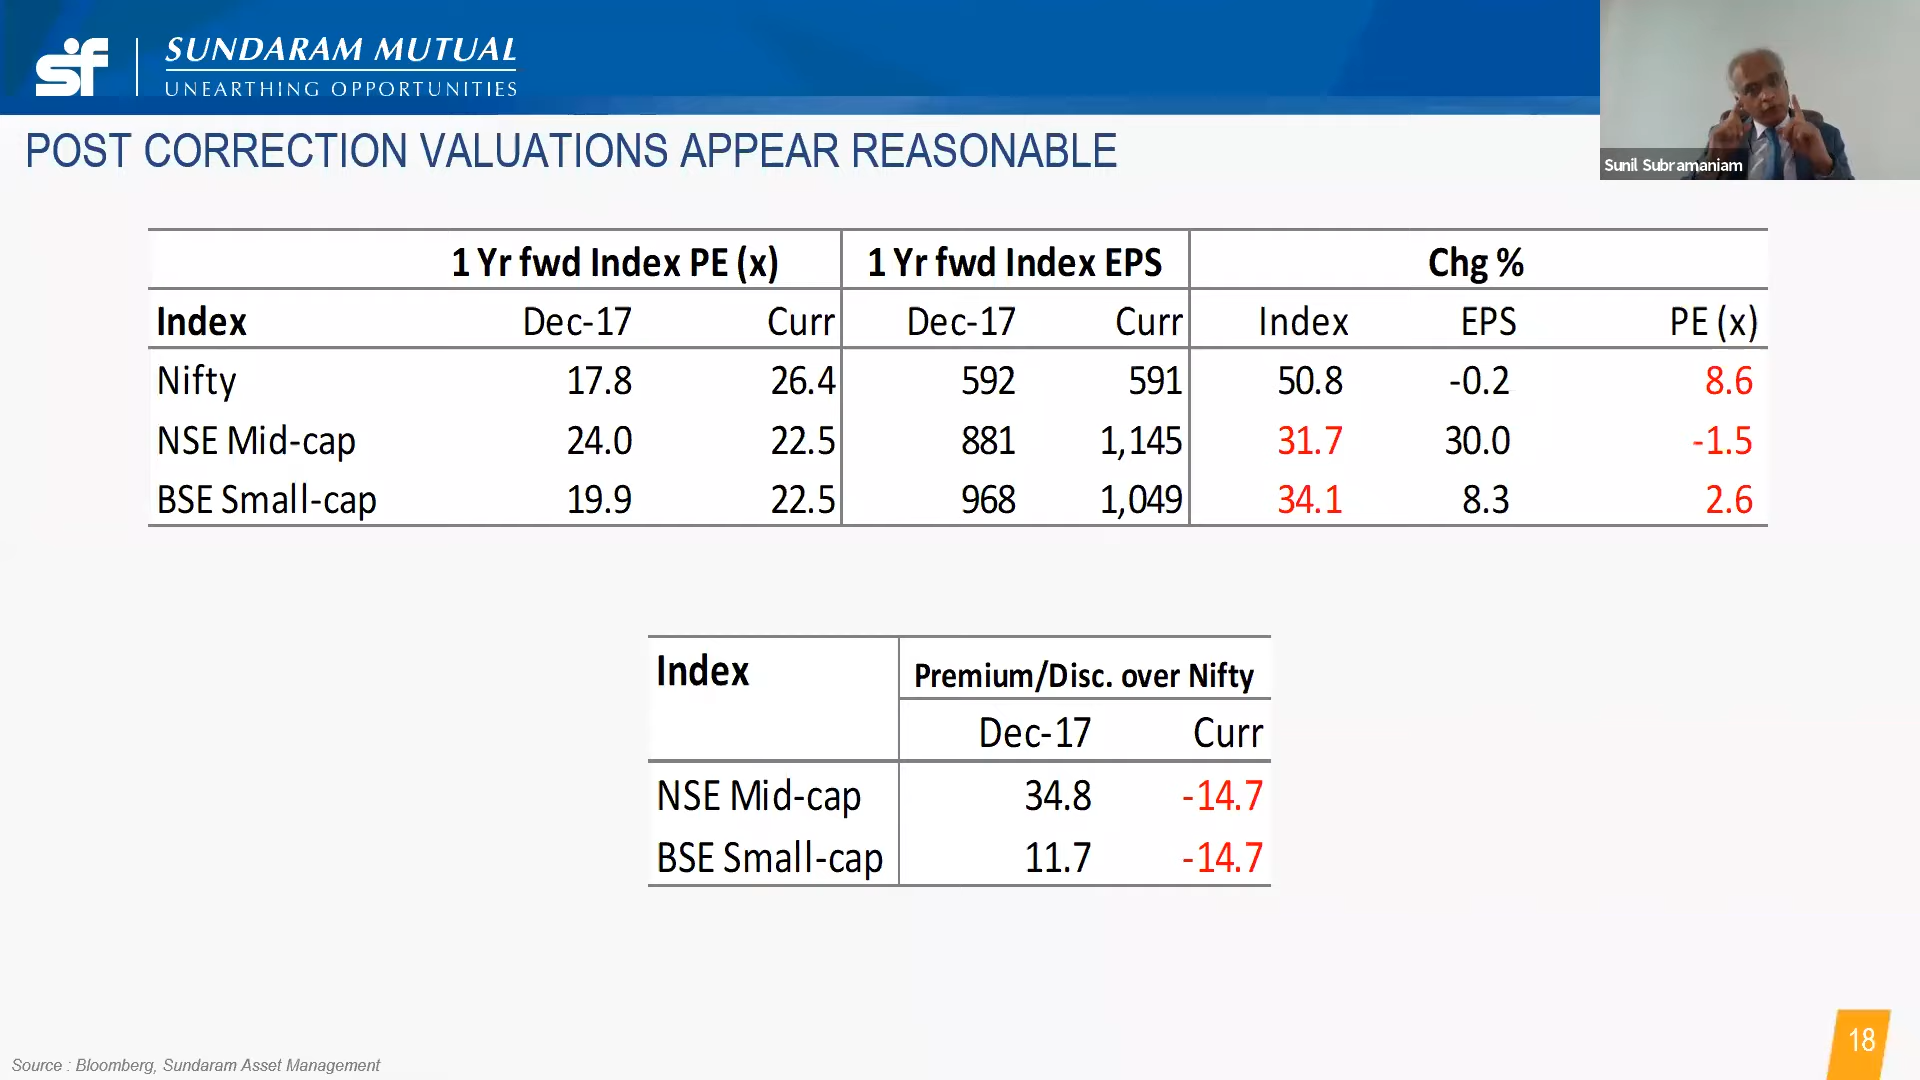 sf
SUNDARAM MUTUAL
UNEARTHING OPPORTUNITIES
Sunil Subramaniam
POST CORRECTION VALUATIONS APPEAR REASONABLE
1 Yr fwd Index PE (x) 1 Yr fwd Index EPS Chg %
Index Dec-17 Curr Dec-17 Curr Index EPS PE (x)
Nifty 17.8 26.4 592 591 50.8 -0.2 8.6
NSE Mid-cap 24.0 22.5 881 1,145 31.7 30.0 -1.5
BSE Small-cap 19.9 22.5 968 1,049 34.1 8.3 2.6
Index Premium/Disc. over Nifty
Dec-17 Curr
NSE Mid-cap 34.8 -14.7
BSE Small-cap 11.7 -14.7
Source : Bloomberg, Sundaram Asset Management
18